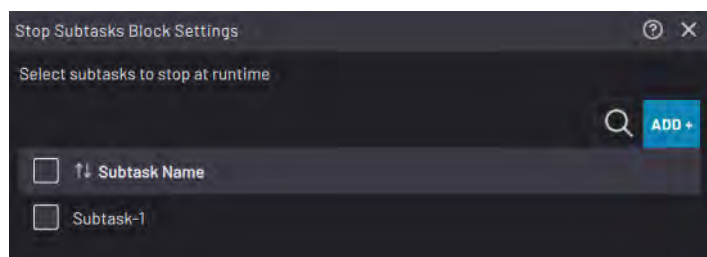 Stop Subtasks Block Settings
Select subtasks to stop at runtime
ADD +
Subtask Name
Subtask-1